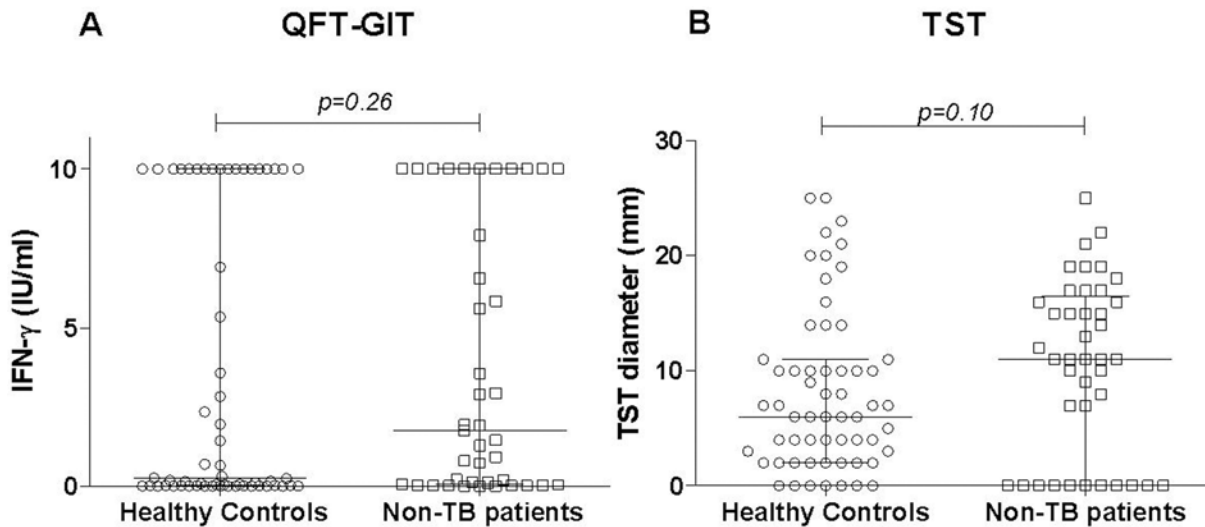 A QFT-GIT
p=0.26
IFN-γ (IU/ml)
10
5
0
Healthy Controls Non-TB patients
B TST
p=0.10
TST diameter (mm)
30
20
10
0
Healthy Controls Non-TB patients